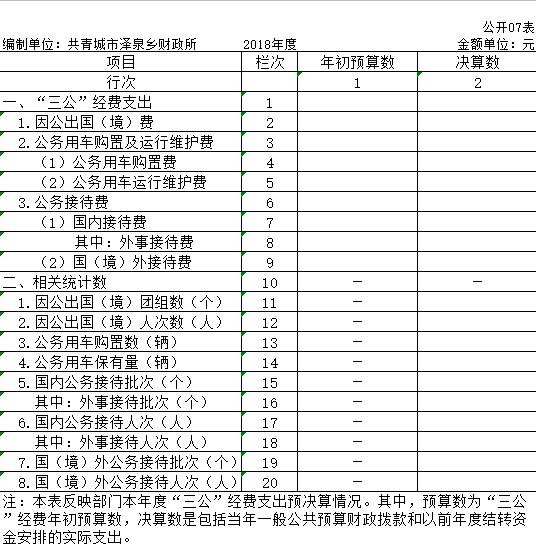 公开07表
编制单位：共青城市泽泉乡财政所 2018年度 金额单位：元
项目 栏次 年初预算数 决算数
行次 1 2
一、“三公”经费支出 1
1.因公出国（境）费 2
2.公务用车购置及运行维护费 3
（1）公务用车购置费 4
（2）公务用车运行维护费 5
3.公务接待费 6
（1）国内接待费 7
其中：外事接待费 8
（2）国（境）外接待费 9
二、相关统计数 10 — —
1.因公出国（境）团组数（个） 11 —
2.因公出国（境）人次数（人） 12 —
3.公务用车购置数（辆） 13 —
4.公务用车保有量（辆） 14 —
5.国内公务接待批次（个） 15 —
其中：外事接待批次（个） 16 —
6.国内公务接待人次（人） 17 —
其中：外事接待人次（人） 18 —
7.国（境）外公务接待批次（个） 19 —
8.国（境）外公务接待人次（人） 20 —
注：本表反映部门本年度“三公”经费支出预决算情况。其中，预算数为“三公
”经费年初预算数，决算数是包括当年一般公共预算财政拨款和以前年度结转资
金安排的实际支出。